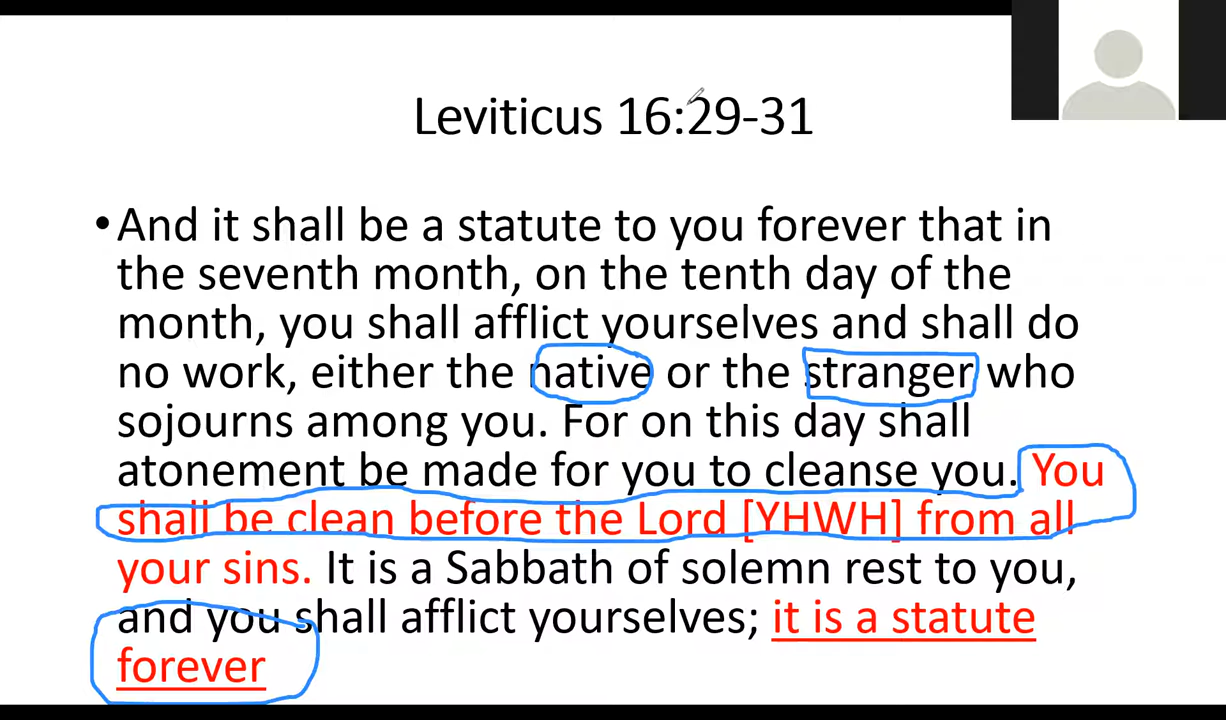 Leviticus 16:29-31
•And it shall be a statute to you forever that in
the seventh month, on the tenth day of the
month, you shall afflict yourselves and shall do
no work, either the native or the stranger who
sojourns among you. For on this day shall
atonement be made for you to cleanse you. You
shall be clean before the Lord [YHWH] from all
your sins. It is a Sabbath of solemn rest to you,
and you shall afflict yourselves; it is a statute
forever